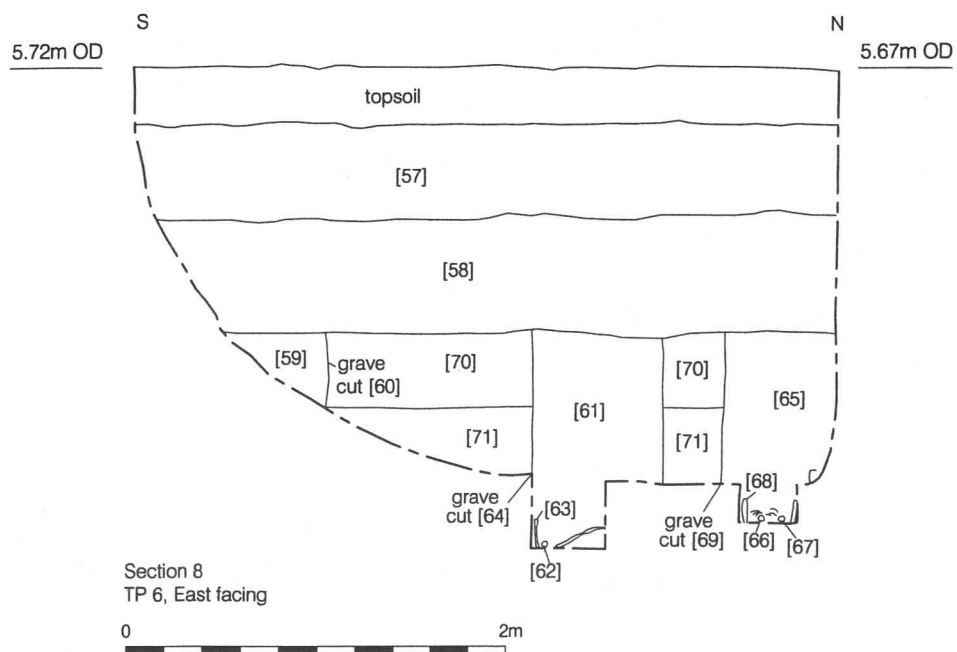 S
N
5.72m OD
5.67m OD
topsoil
[57]
[58]
[59]
grave
cut [60]
[70]
[61]
[70]
[65]
[71]
[71]
grave
cut [64]
[63]
[62]
grave
cut [69]
[68]
[66]
[67]
Section 8
TP 6, East facing
0
2m